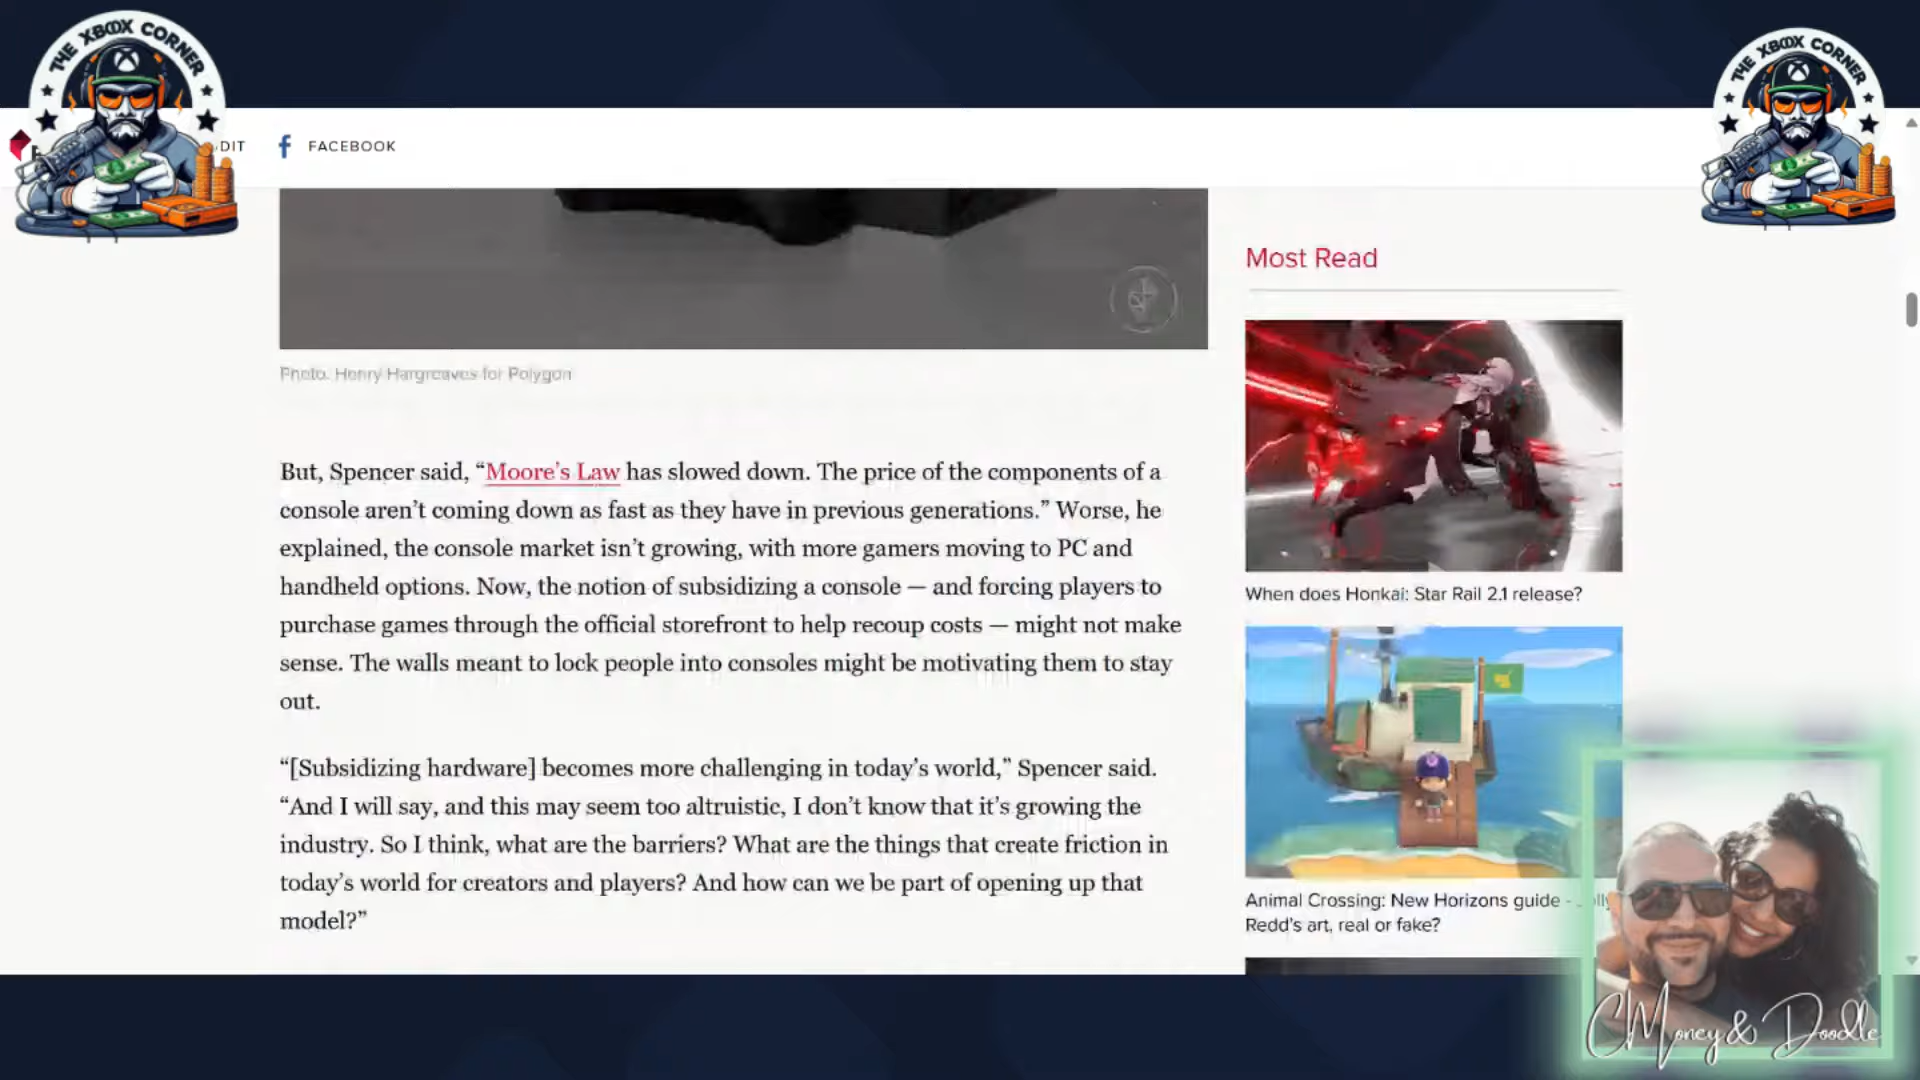 THE XBOX CORNER
THE XBOX CORNER
DIT
FACEBOOK
Most Read
Photo: Henry Hargreaves for Polygon
But, Spencer said, “Moore’s Law has slowed down. The price of the components of a
console aren’t coming down as fast as they have in previous generations.” Worse, he
explained, the console market isn’t growing, with more gamers moving to PC and
handheld options. Now, the notion of subsidizing a console — and forcing players to
purchase games through the official storefront to help recoup costs — might not make
sense. The walls meant to lock people into consoles might be motivating them to stay
out.
“[Subsidizing hardware] becomes more challenging in today’s world,” Spencer said.
“And I will say, and this may seem too altruistic, I don’t know that it’s growing the
industry. So I think, what are the barriers? What are the things that create friction in
today’s world for creators and players? And how can we be part of opening up that
model?”
When does Honkai: Star Rail 2.1 release?
Animal Crossing: New Horizons guide -
Redd’s art, real or fake?
CMoney & Doodle